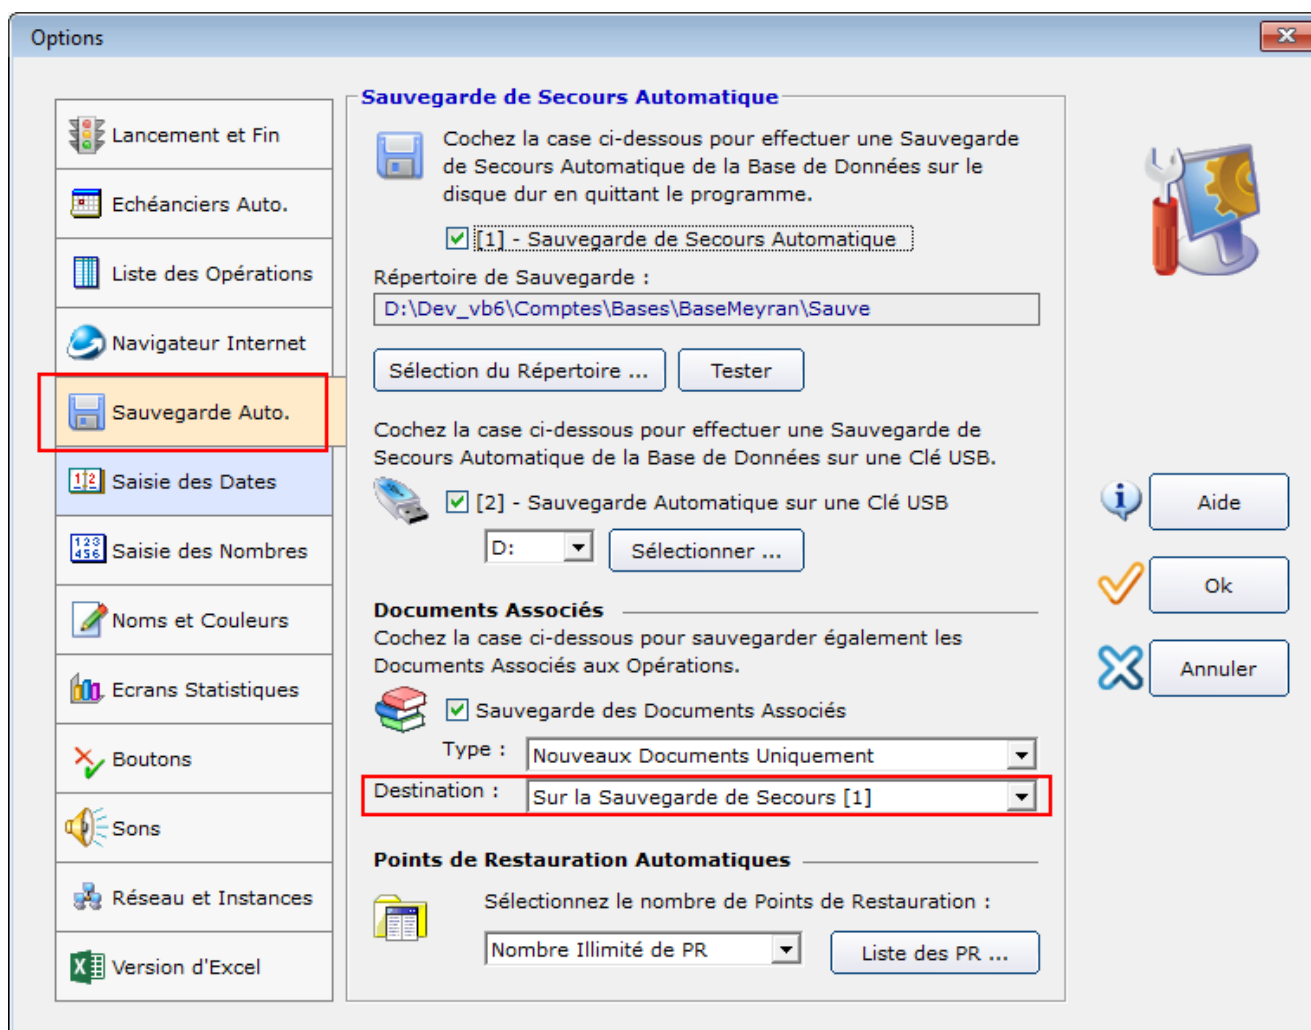 Options
Lancement et Fin
Echéanciers Auto.
Liste des Opérations
Navigateur Internet
Sauvegarde Auto.
Saisie des Dates
Saisie des Nombres
Noms et Couleurs
Ecrans Statistiques
Boutons
Sons
Réseau et Instances
Version d'Excel
Sauvegarde de Secours Automatique
Cochez la case ci-dessous pour effectuer une Sauvegarde
de Secours Automatique de la Base de Données sur le
disque dur en quittant le programme.
[1] - Sauvegarde de Secours Automatique
Répertoire de Sauvegarde :
D:\Dev_vb6\Comptes\Bases\BaseMeyran\Sauve
Sélection du Répertoire ...
Tester
Cochez la case ci-dessous pour effectuer une Sauvegarde de
Secours Automatique de la Base de Données sur une Clé USB.
[2] - Sauvegarde Automatique sur une Clé USB
D:
Sélectionner ...
Documents Associés
Cochez la case ci-dessous pour sauvegarder également les
Documents Associés aux Opérations.
Sauvegarde des Documents Associés
Type : Nouveaux Documents Uniquement
Destination : Sur la Sauvegarde de Secours [1]
Points de Restauration Automatiques
Sélectionnez le nombre de Points de Restauration :
Nombre Illimité de PR
Liste des PR ...
Aide
Ok
Annuler